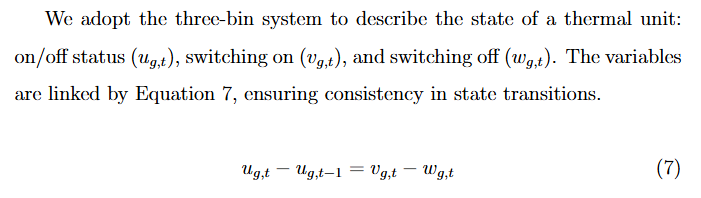 We adopt the three-bin system to describe the state of a thermal unit:
on/off status (u_{g,t}), switching on (v_{g,t}), and switching off (w_{g,t}). The variables
are linked by Equation 7, ensuring consistency in state transitions.
u_{g,t} − u_{g,t−1} = v_{g,t} − w_{g,t} (7)